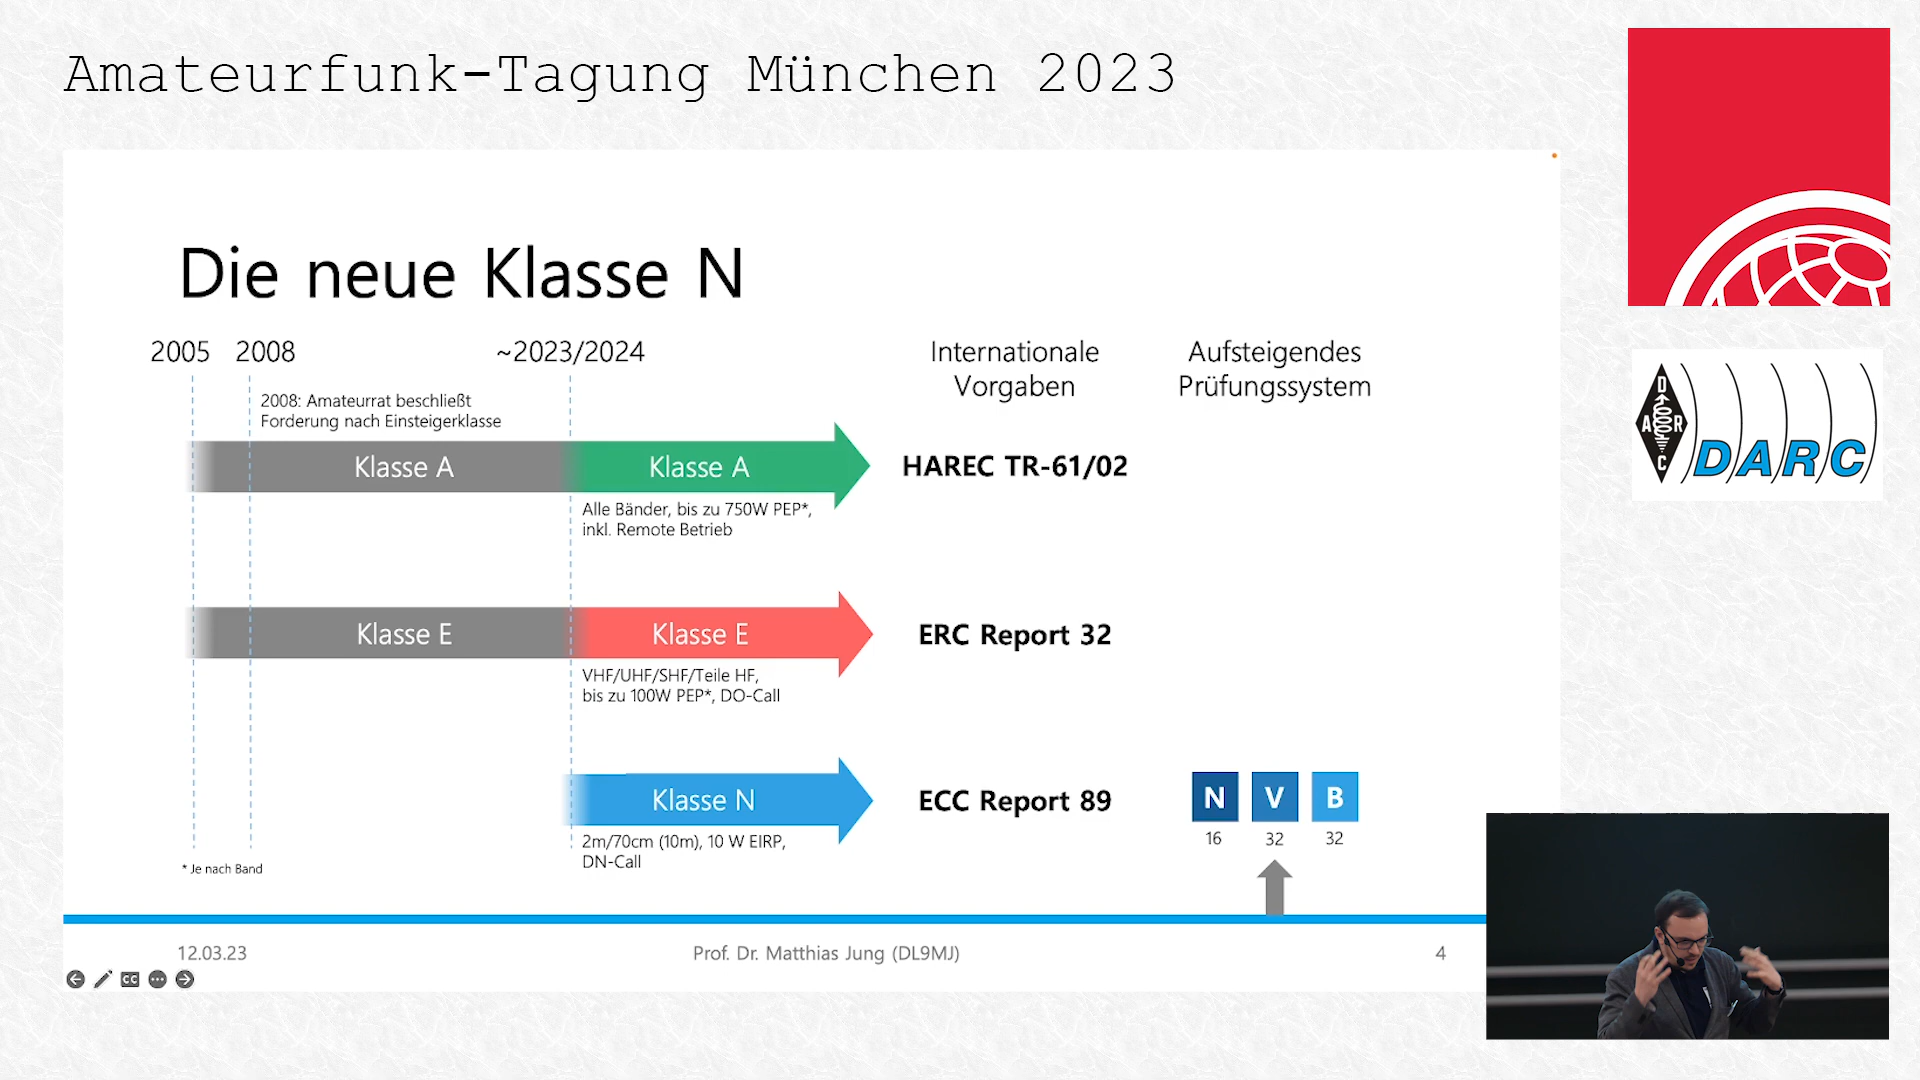 Amateurfunk-Tagung München 2023
Die neue Klasse N
2005 2008 ~2023/2024
Internationale
Vorgaben
Aufsteigendes
Prüfungssystem
2008: Amateurrat beschließt
Forderung nach Einsteigerklasse
Klasse A
Klasse A
HAREC TR-61/02
Alle Bänder, bis zu 750W PEP*,
inkl. Remote Betrieb
Klasse E
Klasse E
ERC Report 32
VHF/UHF/SHF/Teile HF,
bis zu 100W PEP*, DO-Call
Klasse N
ECC Report 89
N V B
16 32 32
2m/70cm (10m), 10 W EIRP,
DN-Call
* Je nach Band
12.03.23
Prof. Dr. Matthias Jung (DL9MJ)
4
CC
D
A R
C
DARC